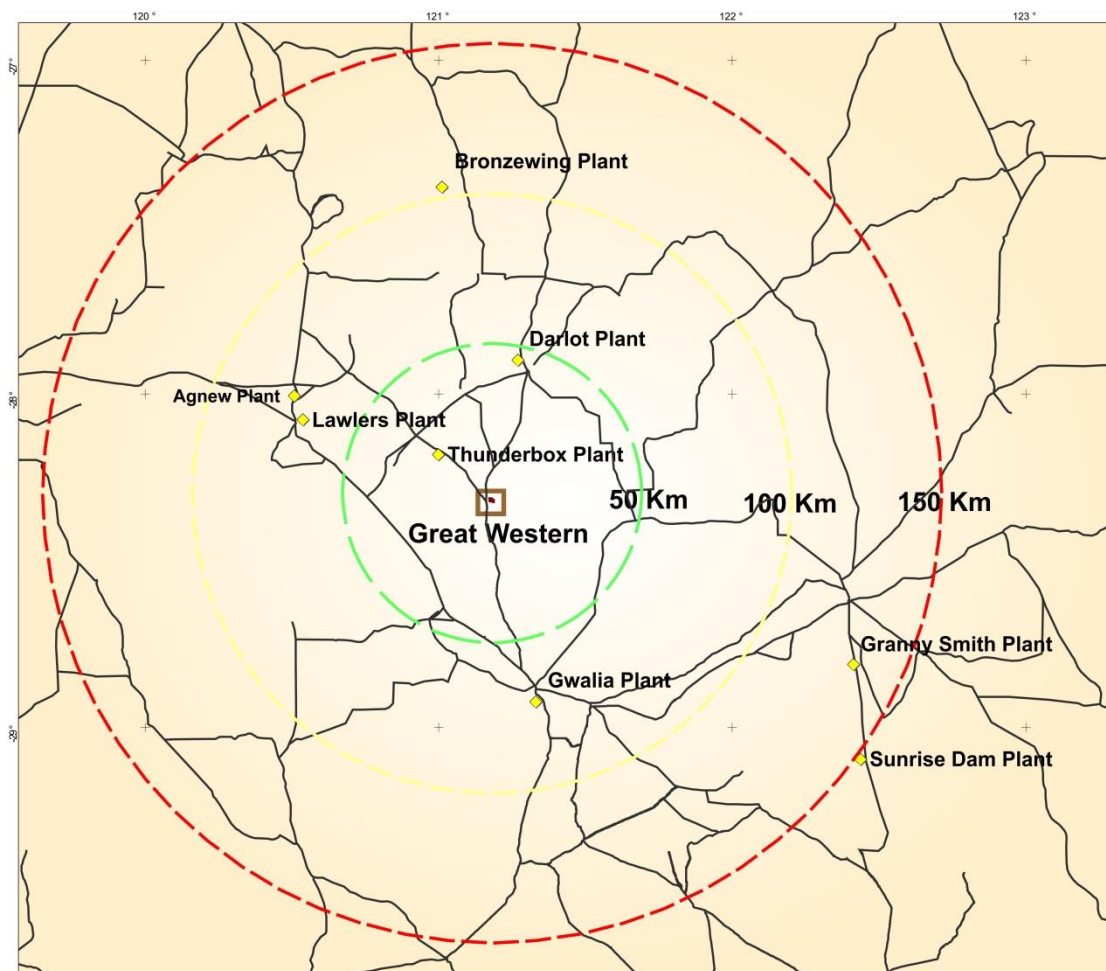 120 °
121 °
122 °
123 °
-27°
Bronzewing Plant
Darlot Plant
-28°
Agnew Plant
Lawlers Plant
Thunderbox Plant
50 Km
100 Km
150 Km
Great Western
Granny Smith Plant
Gwalia Plant
-29°
Sunrise Dam Plant